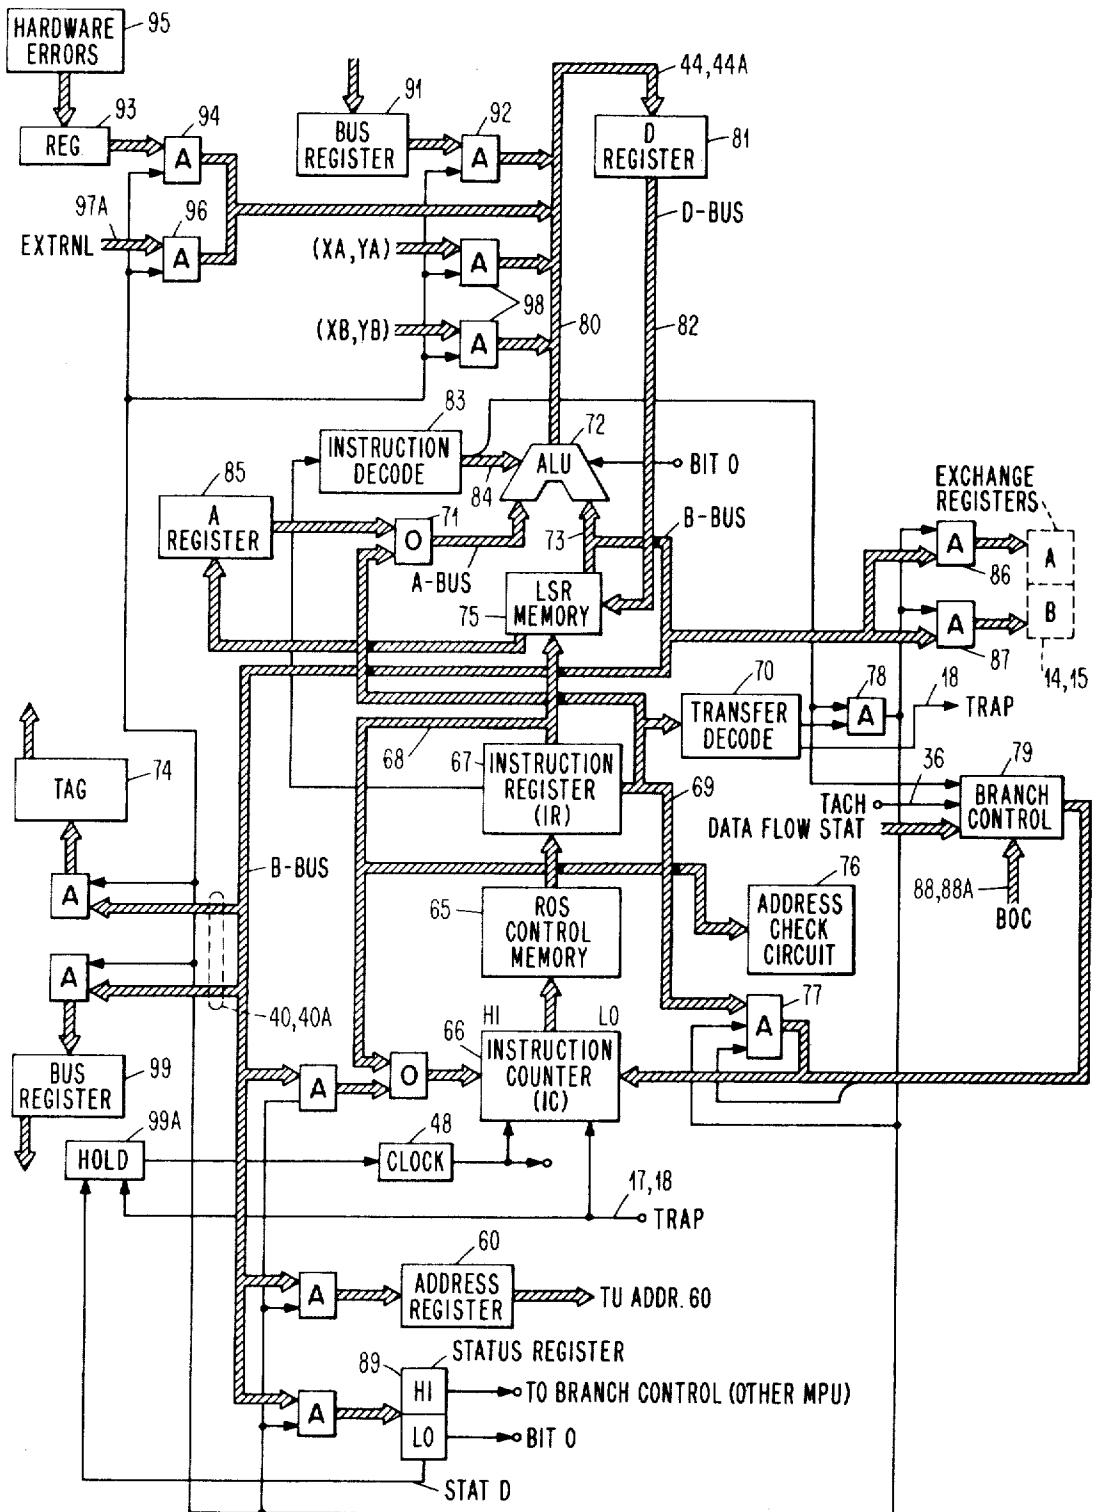 HARDWARE
ERRORS
95
93
REG.
94
A
97A
EXTRNL
96
A
91
BUS
REGISTER
92
A
44,44A
D
REGISTER
81
D-BUS
(XA, YA)
A
98
(XB, YB)
A
80
82
83
INSTRUCTION
DECODE
84
72
ALU
BIT 0
85
A
REGISTER
71
O
A-BUS
73
B-BUS
75
LSR
MEMORY
EXCHANGE
REGISTERS
A
86
A
B
A
87
14,15
70
TRANSFER
DECODE
78
A
18
TRAP
74
TAG
68
67
INSTRUCTION
REGISTER
(IR)
69
36
TACH
DATA FLOW STAT
79
BRANCH
CONTROL
88,88A
BOC
B-BUS
A
A
40,40A
65
ROS
CONTROL
MEMORY
76
ADDRESS
CHECK
CIRCUIT
77
A
HI
LO
66
INSTRUCTION
COUNTER
(IC)
BUS
REGISTER
99
A
O
99A
HOLD
48
CLOCK
17,18
TRAP
A
60
ADDRESS
REGISTER
TU ADDR. 60
STATUS REGISTER
89
A
HI
TO BRANCH CONTROL (OTHER MPU)
LO
BIT 0
STAT D